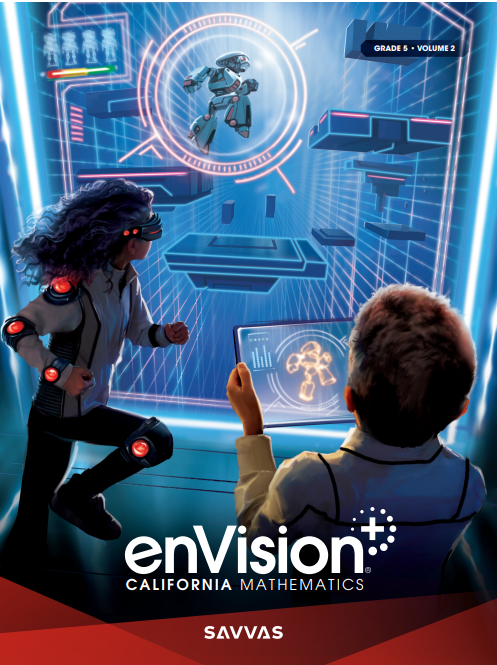 GRADE 5 • VOLUME 2
enVision+®
CALIFORNIA MATHEMATICS
SAVVAS